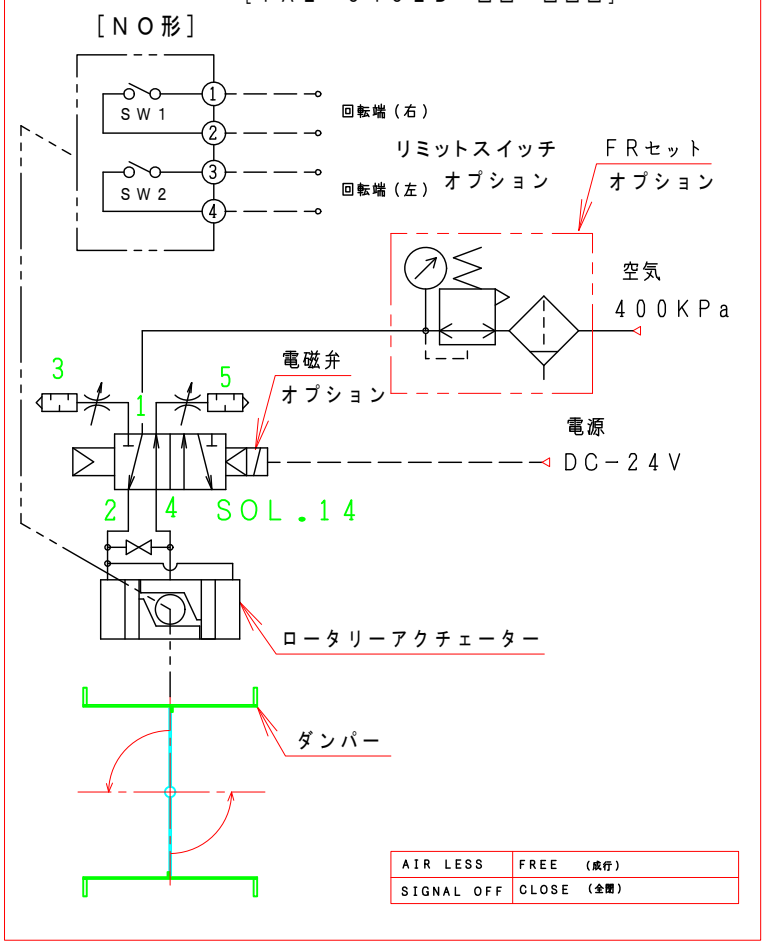 [NO形]
1
SW1
回転端(右)
2
リミットスイッチ
オプション
FRセット
オプション
3
SW2
回転端(左)
4
空気
400KPa
電磁弁
オプション
3
1
5
電源
DC-24V
2
4
SOL.14
ロータリーアクチェーター
ダンパー
AIR LESS FREE (成行)
SIGNAL OFF CLOSE (全閉)